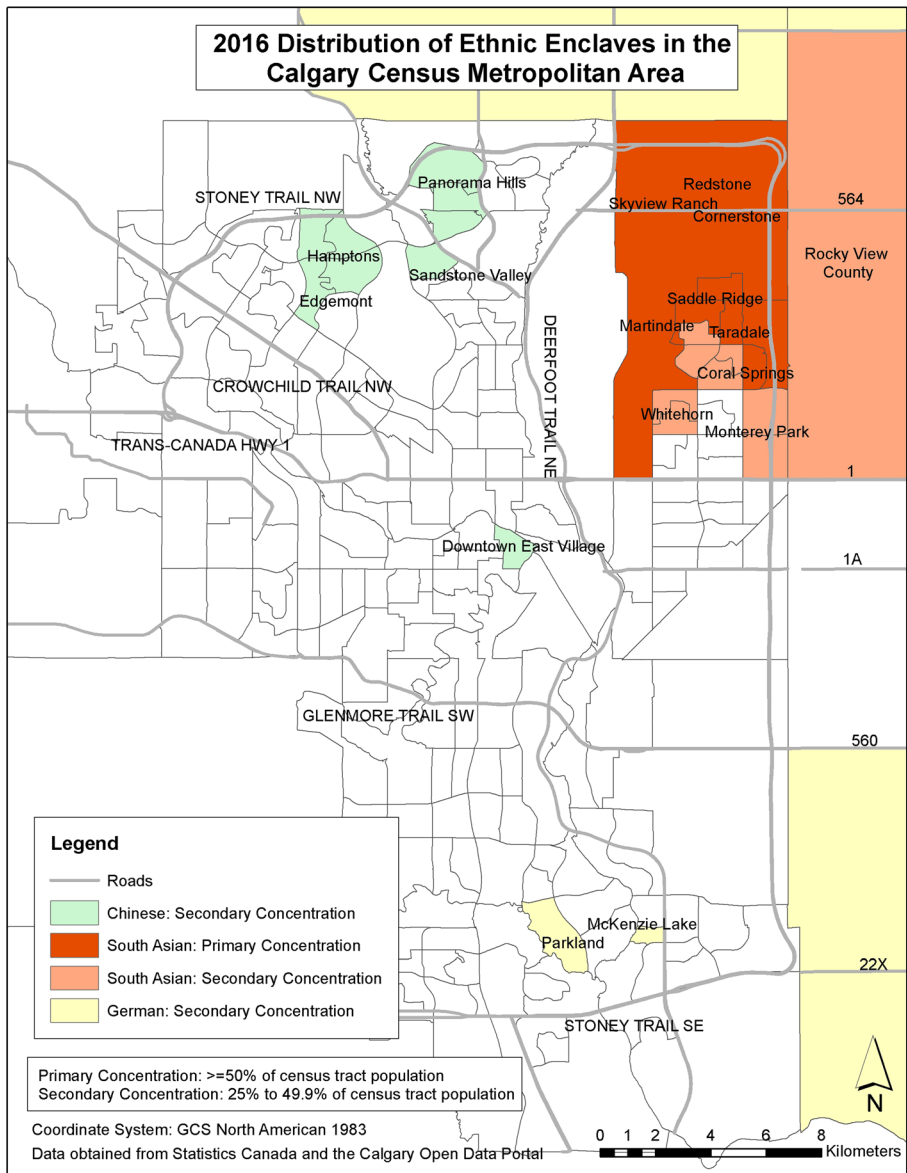 2016 Distribution of Ethnic Enclaves in the
Calgary Census Metropolitan Area
Panorama Hills
STONEY TRAIL NW
Redstone
Skyview Ranch
564
Cornerstone
Hamptons
Rocky View
County
Sandstone Valley
Edgemont
Saddle Ridge
Martindale
Taradale
DEERFOOT TRAIL NE
Coral Springs
CROWCHILD TRAIL NW
Whitehorn
Monterey Park
TRANS-CANADA HWY 1
1
Downtown East Village
1A
GLENMORE TRAIL SW
560
Legend
Roads
Chinese: Secondary Concentration
South Asian: Primary Concentration
South Asian: Secondary Concentration
German: Secondary Concentration
McKenzie Lake
Parkland
22X
STONEY TRAIL SE
Primary Concentration: >=50% of census tract population
Secondary Concentration: 25% to 49.9% of census tract population
Coordinate System: GCS North American 1983
Data obtained from Statistics Canada and the Calgary Open Data Portal
N
0 1 2 4 6 8
Kilometers